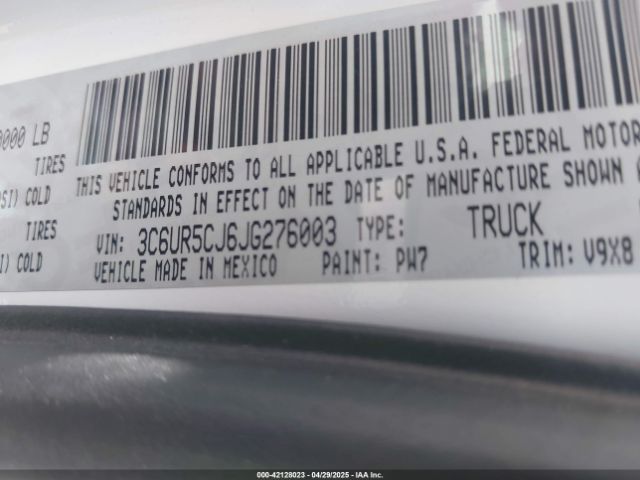 0000 LB
TIRES
SI) COLD
TIRES
I) COLD
THIS VEHICLE CONFORMS TO ALL APPLICABLE U.S.A. FEDERAL MOTOR
STANDARDS IN EFFECT ON THE DATE OF MANUFACTURE SHOWN A
VIN: 3C6UR5CJ6JG276003 TYPE: TRUCK
VEHICLE MADE IN MEXICO PAINT: PW7 TRIM: V9X8
000-42128023 - 04/29/2025 - IAA Inc.